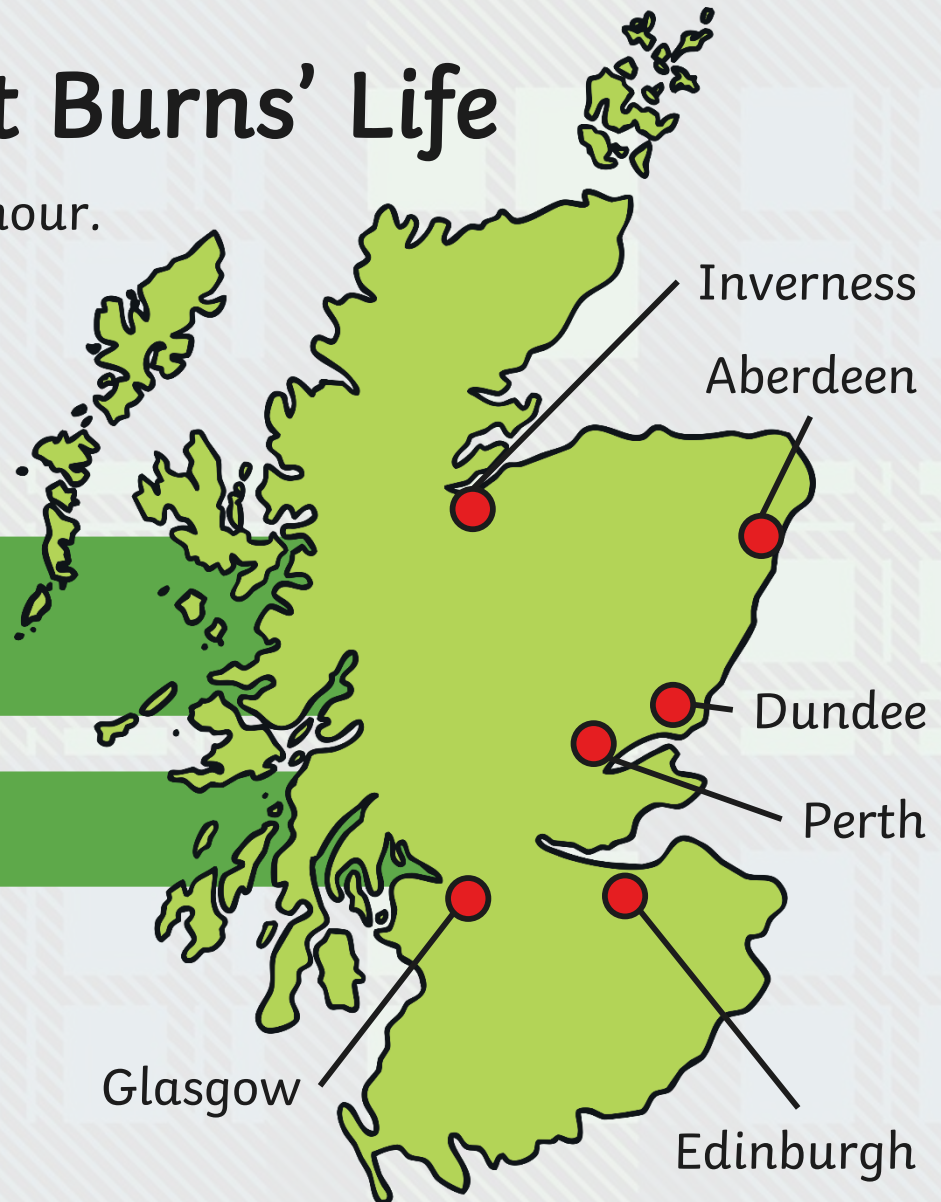 t Burns’ Life
hour.
Inverness
Aberdeen
Dundee
Perth
Glasgow
Edinburgh